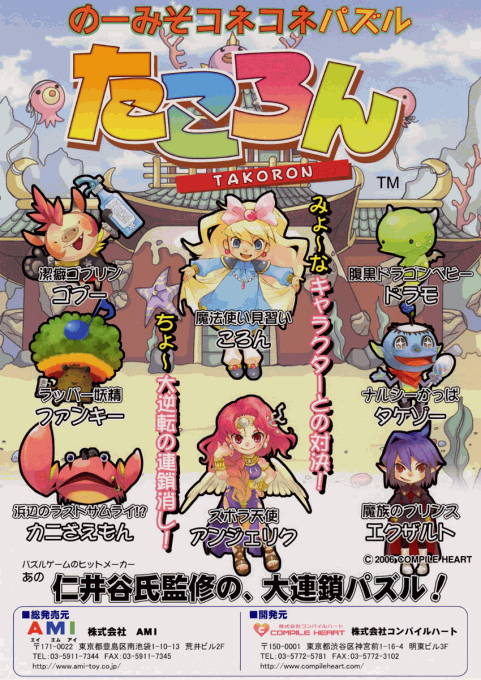 のーみそコネコネパズル
たころん
TAKORON
TM
みょ〜なキャラクターとの対決!
ちょ〜大逆転の連鎖消し!
潔癖ゴブリン
ゴブー
魔法使い見習い
ころん
腹黒ドラゴンベビー
ドラモ
ラッパー妖精
ファンキー
ナルシーかっぱ
タケゾー
浜辺のラストサムライ!?
カニざえもん
ズボラ天使
アンジェリク
魔族のプリンス
エクザルト
© 2006 COMPILE HEART
パズルゲームのヒットメーカー
あの 仁井谷氏監修の、大連鎖パズル!
■総発売元
AMI 株式会社 AMI
エイ エム アイ
〒171-0022 東京都豊島区南池袋1-10-13 荒井ビル2F
TEL:03-5911-7344 FAX:03-5911-7345
http://www.ami-toy.co.jp/
■開発元
株式会社コンパイルハート
COMPILE HEART 株式会社コンパイルハート
〒150-0001 東京都渋谷区神宮前1-16-4 明東ビル3F
TEL:03-5772-5781 FAX:03-5772-3102
http://www.compileheart.com/